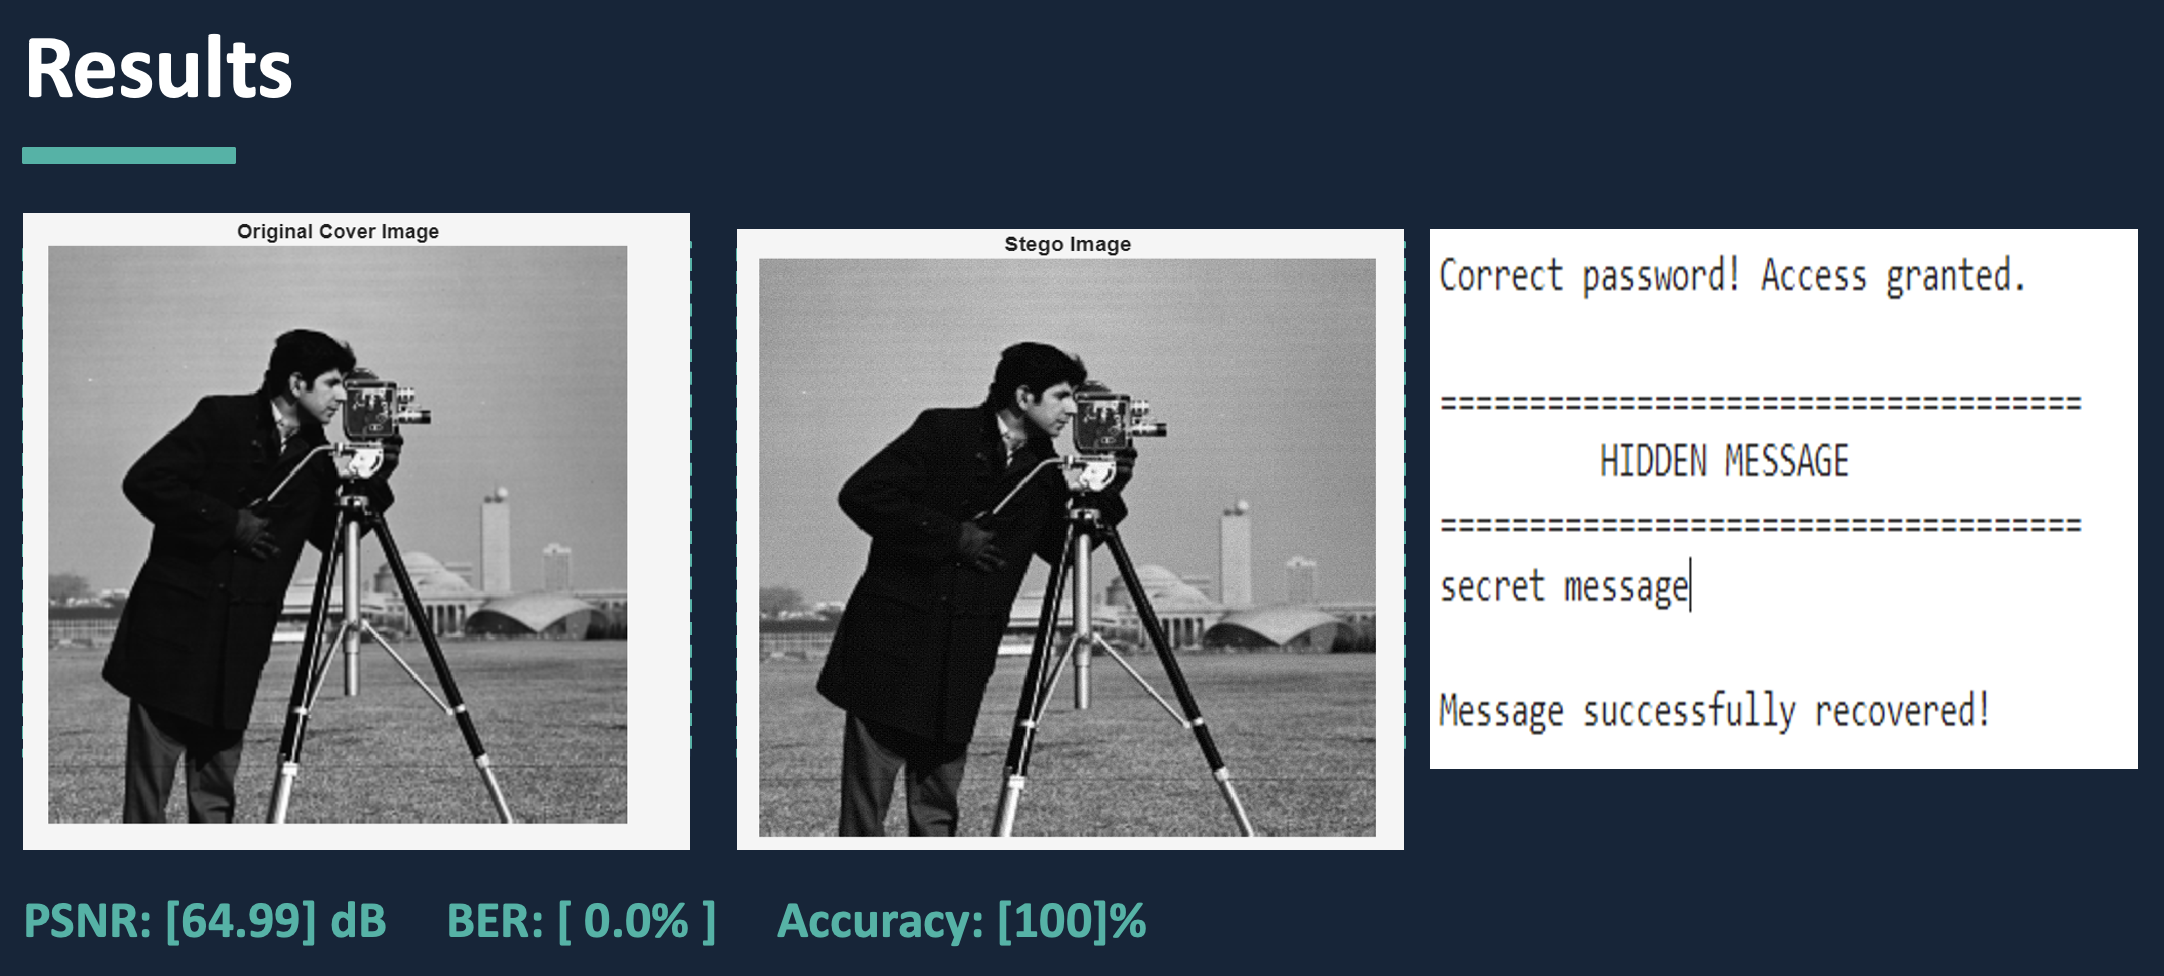 Results
Original Cover Image
Stego Image
Correct password! Access granted.
====================================
HIDDEN MESSAGE
====================================
secret message
Message successfully recovered!
PSNR: [64.99] dB BER: [ 0.0% ] Accuracy: [100]%